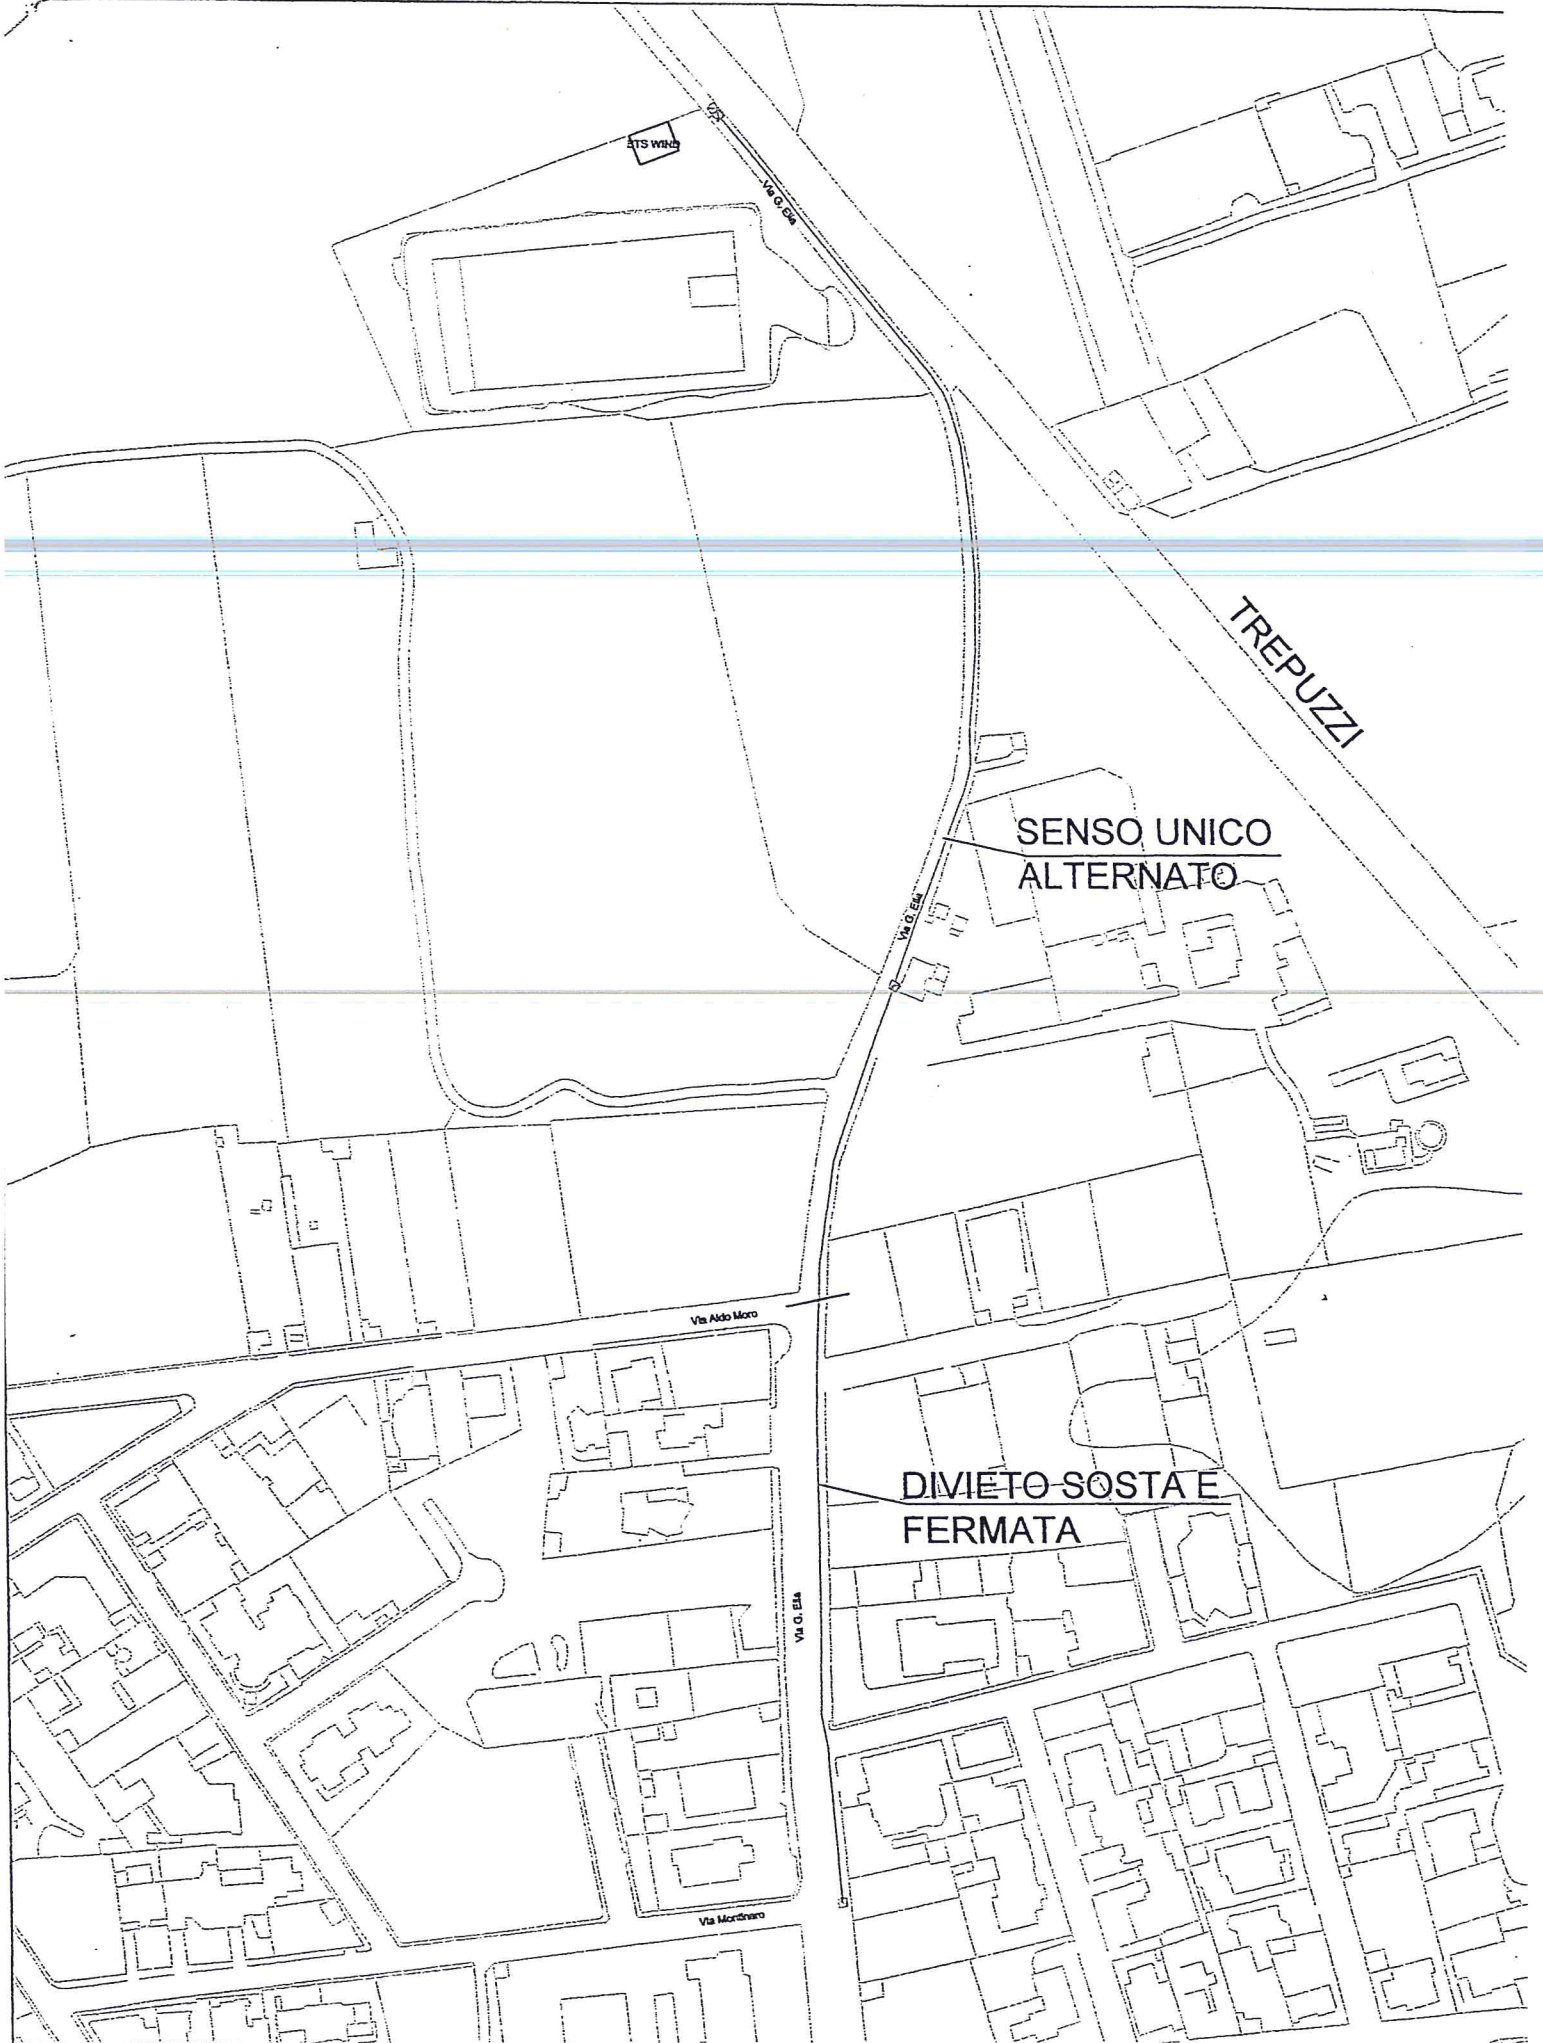 BTS WIND
Via G. Elia
TREPUZZI
SENSO UNICO
ALTERNATO
Via G. Elia
Via Aldo Moro
DIVIETO SOSTA E
FERMATA
Via G. Elia
Via Montinaro